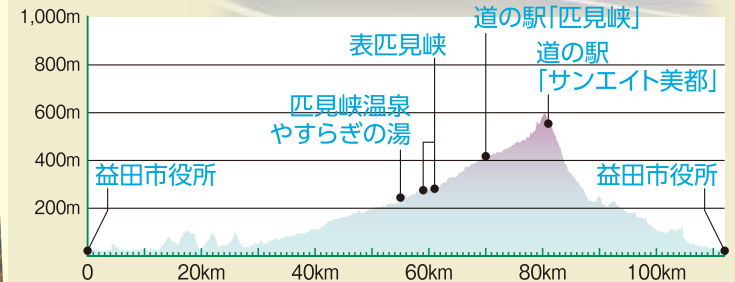 1,000m
道の駅「匹見峡」
表匹見峡
道の駅
「サンエイト美都」
800m
匹見峡温泉
やすらぎの湯
600m
400m
益田市役所
益田市役所
200m
0
20km
40km
60km
80km
100km